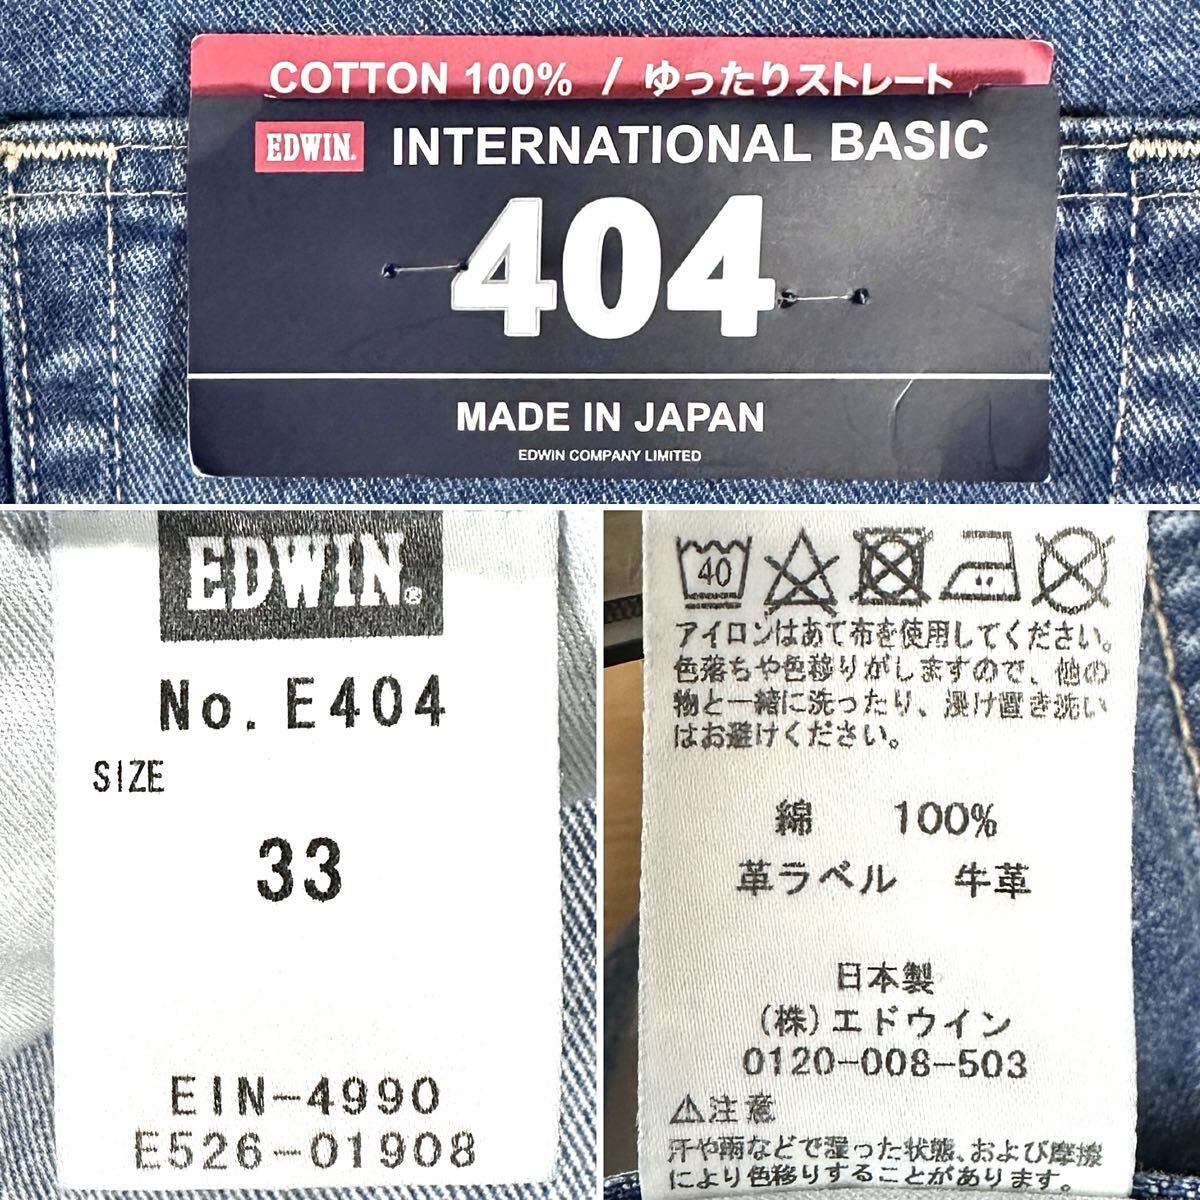 COTTON 100% / ゆったりストレート
EDWIN® INTERNATIONAL BASIC
404
MADE IN JAPAN
EDWIN COMPANY LIMITED
EDWIN®
No. E404
SIZE
33
EIN-4990
E526-01908
40
アイロンはあて布を使用してください。
色落ちや色移りがしますので、他の
物と一緒に洗ったり、浸け置き洗い
はお避けください。
綿 100%
革ラベル 牛革
日本製
(株)エドウイン
0120-008-503
⚠注意
汗や雨などで湿った状態、および摩擦
により色移りすることがあります。